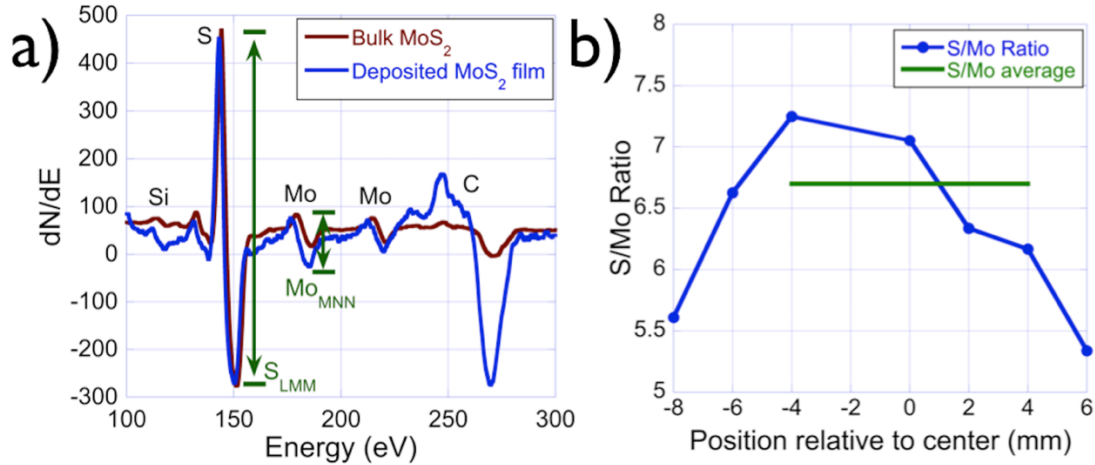 a)
500
400
300
200
100
0
-100
-200
-300
dN/dE
100
150
200
250
300
Energy (eV)
Bulk MoS₂
Deposited MoS₂ film
S
Si
Mo
Mo
C
Mo_MNN
S_LMM
b)
8
7.5
7
6.5
6
5.5
5
S/Mo Ratio
-8
-6
-4
-2
0
2
4
6
Position relative to center (mm)
S/Mo Ratio
S/Mo average